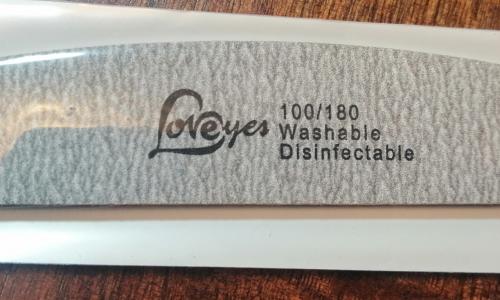 Loveyes
100/180
Washable
Disinfectable